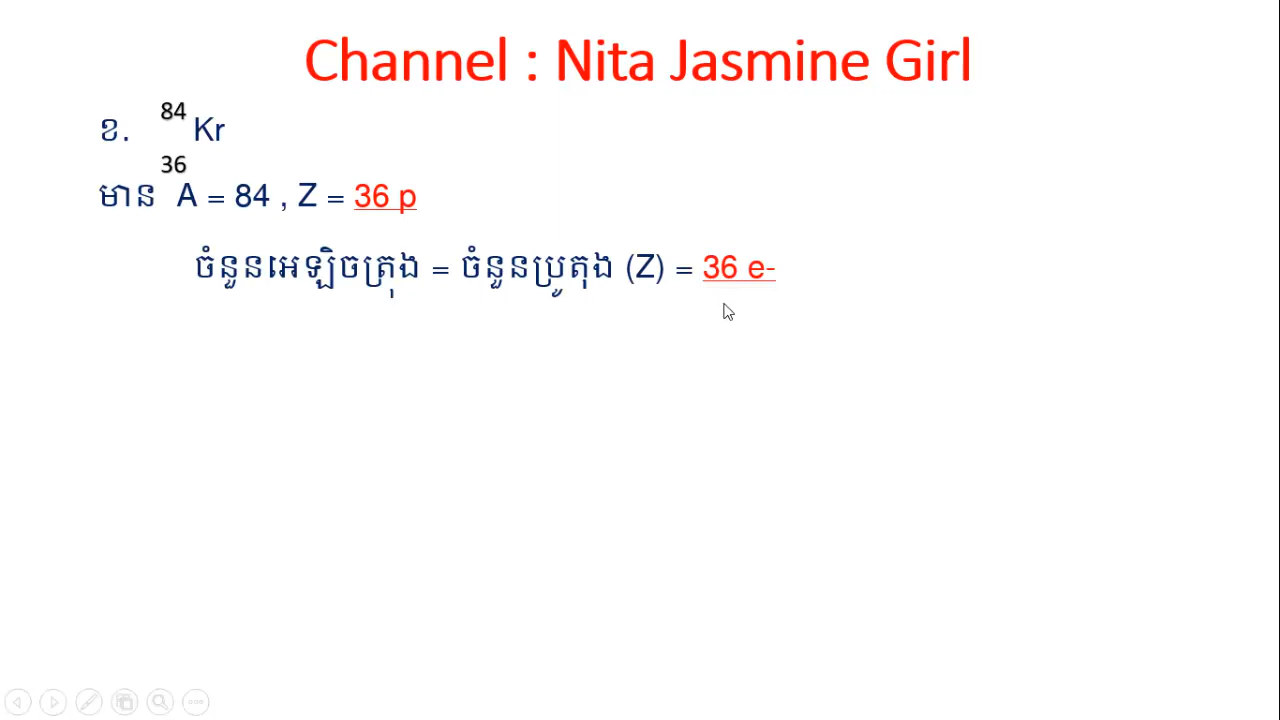 Channel : Nita Jasmine Girl
84
ខ. Kr
36
មាន A = 84 , Z = 36 p
ចំនួនអេឡិចត្រុង = ចំនួនប្រូតុង (Z) = 36 e-